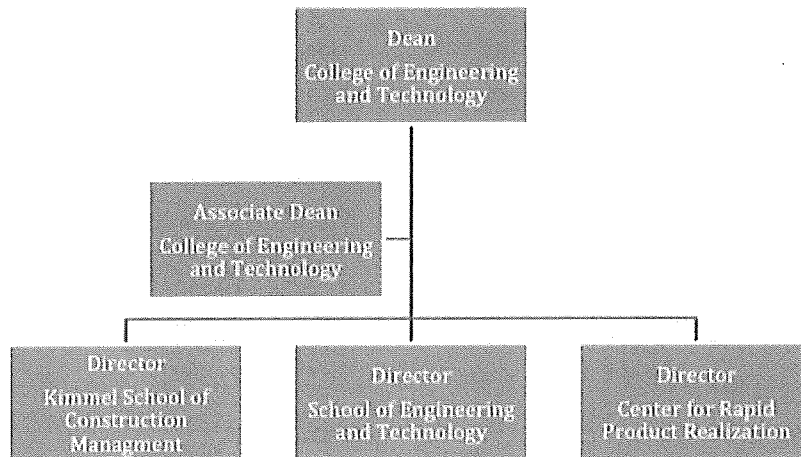 Dean
College of Engineering
and Technology
Associate Dean
College of Engineering
and Technology
Director
Kimmel School of
Construction
Managment
Director
School of Engineering
and Technology
Director
Center for Rapid
Product Realization